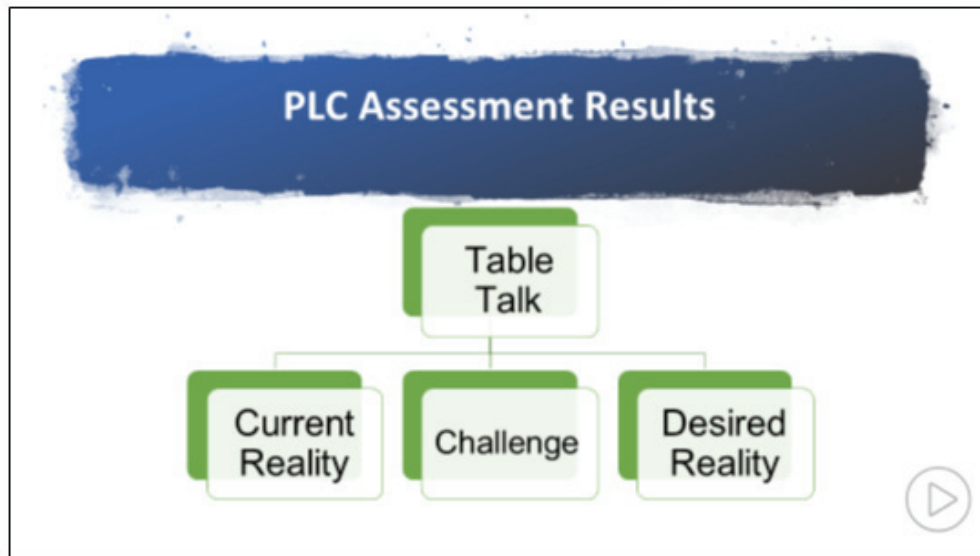 PLC Assessment Results
Table
Talk
Current
Reality
Challenge
Desired
Reality